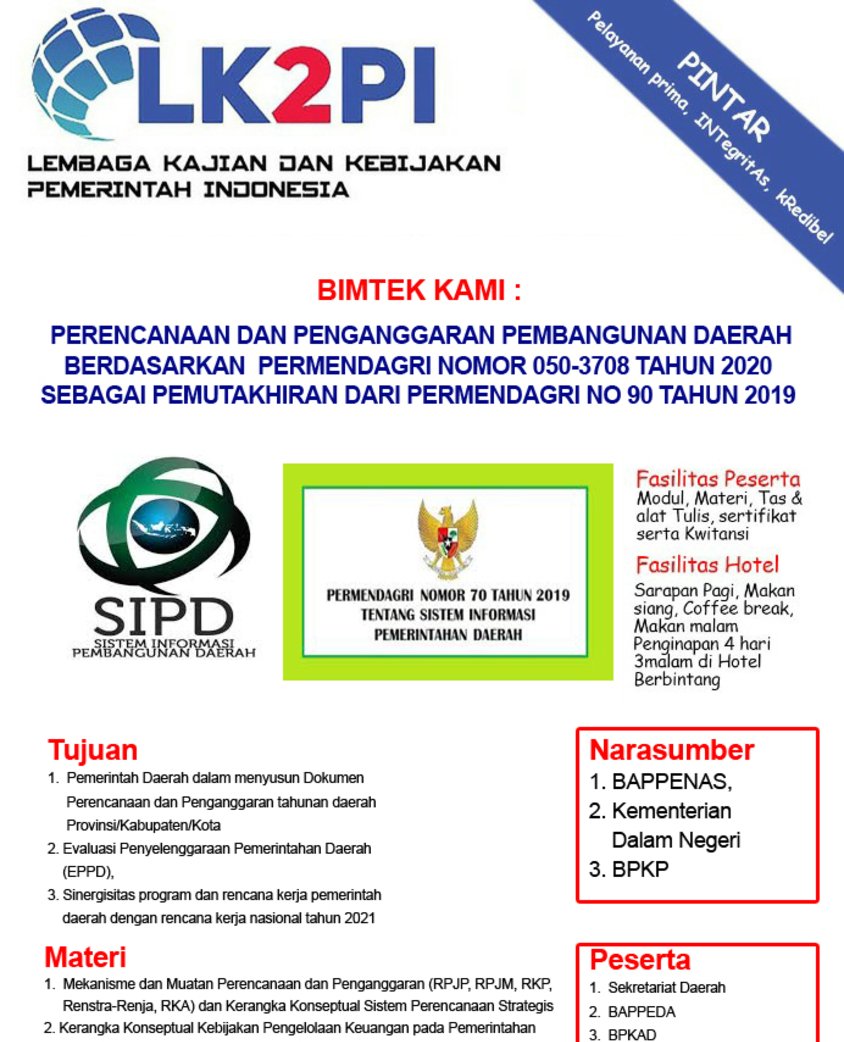 LK2PI
LEMBAGA KAJIAN DAN KEBIJAKAN
PEMERINTAH INDONESIA
PINTAR
Pelayanan prima, INTegritAs, kRedibel
BIMTEK KAMI :
PERENCANAAN DAN PENGANGGARAN PEMBANGUNAN DAERAH
BERDASARKAN PERMENDAGRI NOMOR 050-3708 TAHUN 2020
SEBAGAI PEMUTAKHIRAN DARI PERMENDAGRI NO 90 TAHUN 2019
SIPD
SISTEM INFORMASI
PEMBANGUNAN DAERAH
PERMENDAGRI NOMOR 70 TAHUN 2019
TENTANG SISTEM INFORMASI
PEMERINTAHAN DAERAH
Fasilitas Peserta
Modul, Materi, Tas &
alat Tulis, sertifikat
serta Kwitansi
Fasilitas Hotel
Sarapan Pagi, Makan
siang, Coffee break,
Makan malam
Penginapan 4 hari
3malam di Hotel
Berbintang
Tujuan
1. Pemerintah Daerah dalam menyusun Dokumen
Perencanaan dan Penganggaran tahunan daerah
Provinsi/Kabupaten/Kota
2. Evaluasi Penyelenggaraan Pemerintahan Daerah
(EPPD),
3. Sinergisitas program dan rencana kerja pemerintah
daerah dengan rencana kerja nasional tahun 2021
Narasumber
1. BAPPENAS,
2. Kementerian
Dalam Negeri
3. BPKP
Materi
1. Mekanisme dan Muatan Perencanaan dan Penganggaran (RPJP, RPJM, RKP,
Renstra-Renja, RKA) dan Kerangka Konseptual Sistem Perencanaan Strategis
2. Kerangka Konseptual Kebijakan Pengelolaan Keuangan pada Pemerintahan
Peserta
1. Sekretariat Daerah
2. BAPPEDA
3. BPKAD